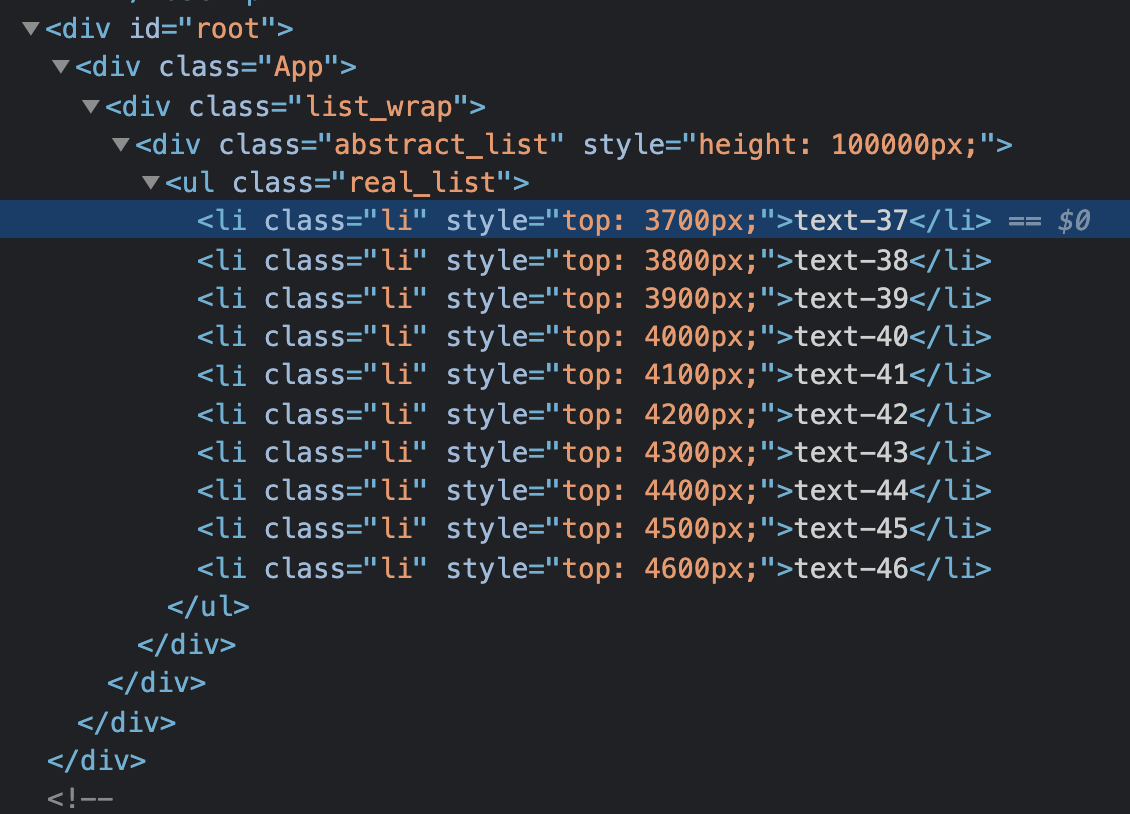 <div id="root">
<div class="App">
<div class="list_wrap">
<div class="abstract_list" style="height: 100000px;">
<ul class="real_list">
<li class="li" style="top: 3700px;">text-37</li> == $0
<li class="li" style="top: 3800px;">text-38</li>
<li class="li" style="top: 3900px;">text-39</li>
<li class="li" style="top: 4000px;">text-40</li>
<li class="li" style="top: 4100px;">text-41</li>
<li class="li" style="top: 4200px;">text-42</li>
<li class="li" style="top: 4300px;">text-43</li>
<li class="li" style="top: 4400px;">text-44</li>
<li class="li" style="top: 4500px;">text-45</li>
<li class="li" style="top: 4600px;">text-46</li>
</ul>
</div>
</div>
</div>
</div>
<!--